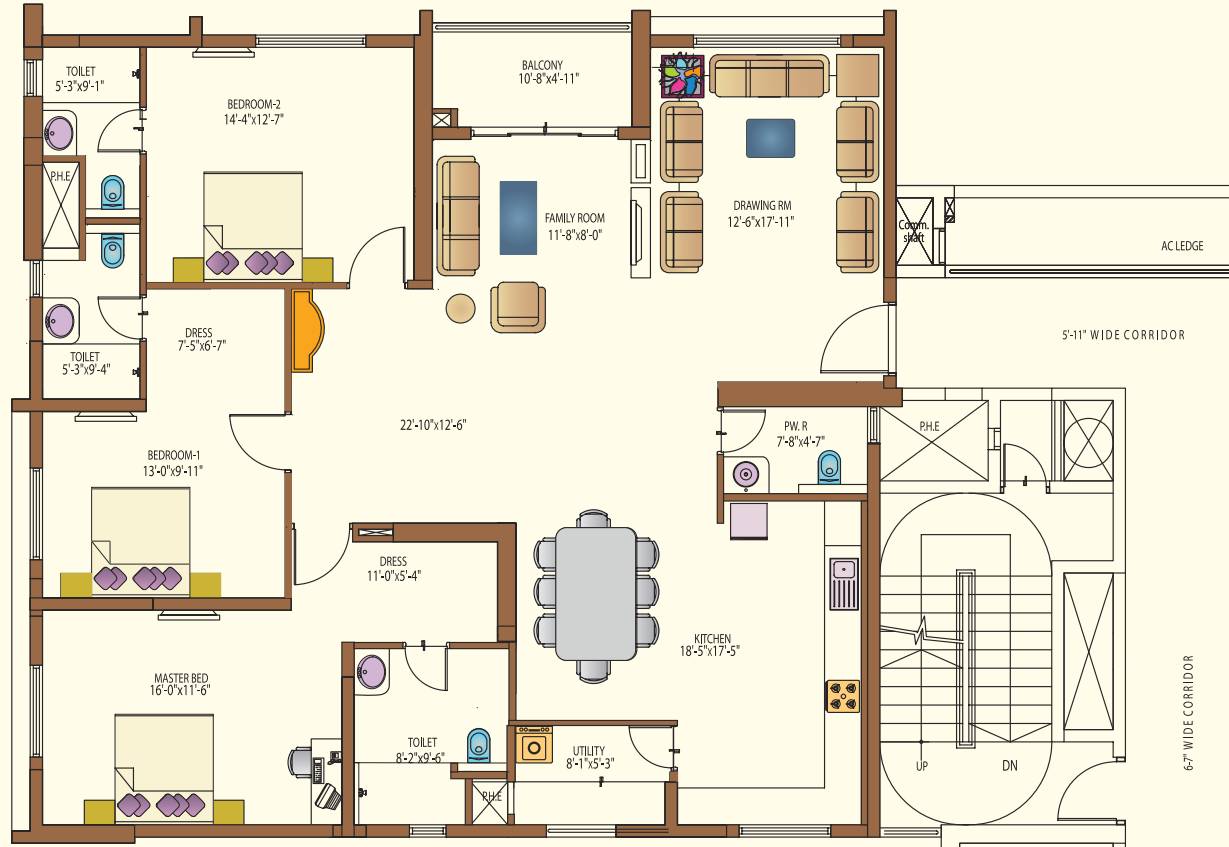 TOILET
5'-3"x9'-1"
BEDROOM-2
14'-4"x12'-7"
BALCONY
10'-8"x4'-11"
P.H.E
FAMILY ROOM
11'-8"x8'-0"
DRAWING RM
12'-6"x17'-11"
Comm.
shaft
AC LEDGE
TOILET
5'-3"x9'-4"
DRESS
7'-5"x6'-7"
5'-11" WIDE CORRIDOR
22'-10"x12'-6"
PW. R
7'-8"x4'-7"
P.H.E
BEDROOM-1
13'-0"x9'-11"
DRESS
11'-0"x5'-4"
KITCHEN
18'-5"x17'-5"
MASTER BED
16'-0"x11'-6"
TOILET
8'-2"x9'-6"
UTILITY
8'-1"x5'-3"
P.H.E
UP
DN
6-7" WIDE CORRIDOR